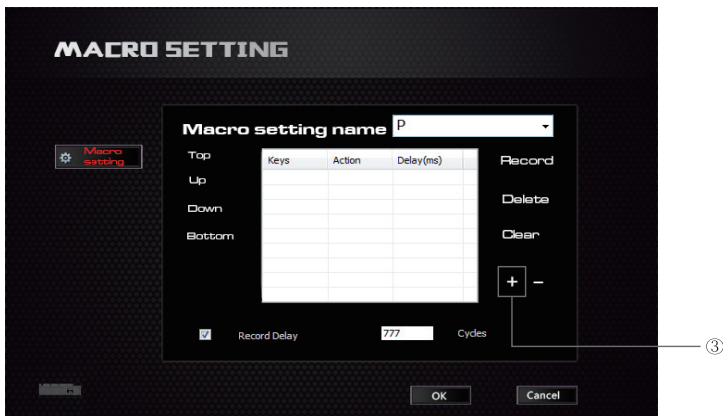 MACRO SETTING
Macro setting name P
Macro
setting
Top
Up
Down
Bottom
Keys Action Delay(ms)
Record
Delete
Clear
+ −
③
Record Delay 777 Cycles
OK Cancel